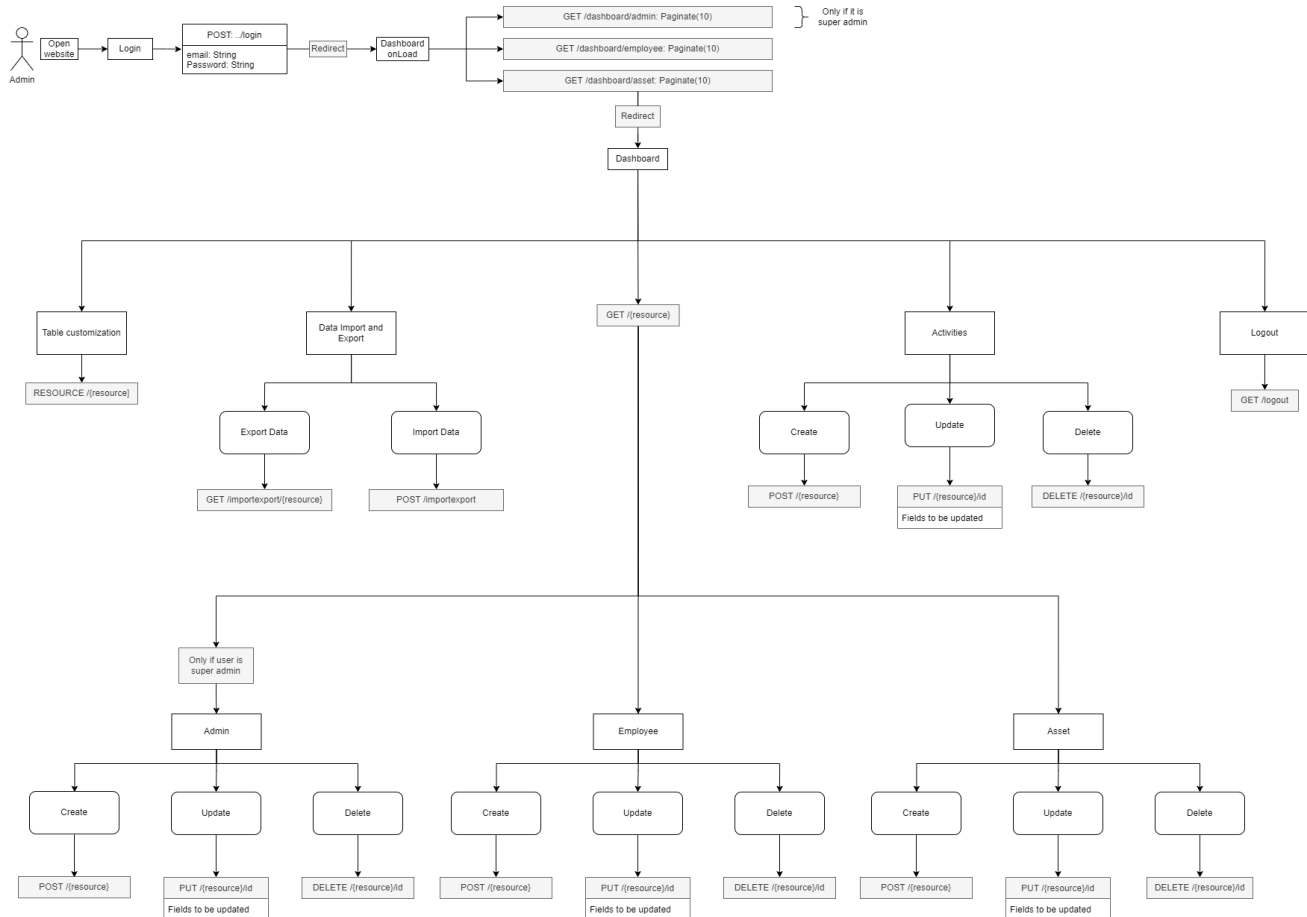 GET /dashboard/admin: Paginate(10)
Only if it is
super admin
POST: ../login
Open
website
Login
email: String
Password: String
Redirect
Dashboard
onLoad
GET /dashboard/employee: Paginate(10)
Admin
GET /dashboard/asset: Paginate(10)
Redirect
Dashboard
Table customization
Data Import and
Export
GET /{resource}
Activities
Logout
RESOURCE /{resource]
GET /logout
Export Data
Import Data
Create
Update
Delete
GET /importexport/{resource}
POST /importexport
POST /{resource}
PUT /{resource}/id
Fields to be updated
DELETE /{resource}/id
Only if user is
super admin
Admin
Employee
Asset
Create
Update
Delete
Create
Update
Delete
Create
Update
Delete
POST /{resource}
PUT /{resource}/id
Fields to be updated
DELETE /{resource}/id
POST /{resource}
PUT /{resource}/id
Fields to be updated
DELETE /{resource}/id
POST /{resource}
PUT /{resource}/id
Fields to be updated
DELETE /{resource}/id